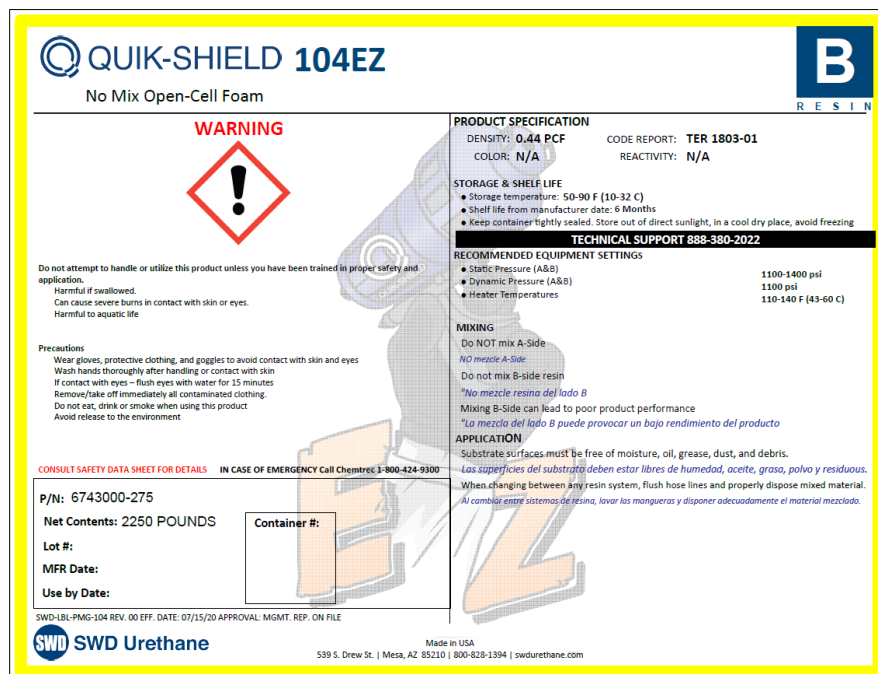 QUIK-SHIELD 104EZ
No Mix Open-Cell Foam
B
RESIN
WARNING
Do not attempt to handle or utilize this product unless you have been trained in proper safety and
application.
Harmful if swallowed.
Can cause severe burns in contact with skin or eyes.
Harmful to aquatic life
Precautions
Wear gloves, protective clothing, and goggles to avoid contact with skin and eyes
Wash hands thoroughly after handling or contact with skin
If contact with eyes – flush eyes with water for 15 minutes
Remove/take off immediately all contaminated clothing.
Do not eat, drink or smoke when using this product
Avoid release to the environment
CONSULT SAFETY DATA SHEET FOR DETAILS IN CASE OF EMERGENCY Call Chemtrec 1-800-424-9300
P/N: 6743000-275
Net Contents: 2250 POUNDS
Container #:
Lot #:
MFR Date:
Use by Date:
SWD-LBL-PMG-104 REV. 00 EFF. DATE: 07/15/20 APPROVAL: MGMT. REP. ON FILE
PRODUCT SPECIFICATION
DENSITY: 0.44 PCF CODE REPORT: TER 1803-01
COLOR: N/A REACTIVITY: N/A
STORAGE & SHELF LIFE
• Storage temperature: 50-90 F (10-32 C)
• Shelf life from manufacturer date: 6 Months
• Keep container tightly sealed. Store out of direct sunlight, in a cool dry place, avoid freezing
TECHNICAL SUPPORT 888-380-2022
RECOMMENDED EQUIPMENT SETTINGS
• Static Pressure (A&B) 1100-1400 psi
• Dynamic Pressure (A&B) 1100 psi
• Heater Temperatures 110-140 F (43-60 C)
MIXING
Do NOT mix A-Side
NO mezcle A-Side
Do not mix B-side resin
"No mezcle resina del lado B
Mixing B-Side can lead to poor product performance
"La mezcla del lado B puede provocar un bajo rendimiento del producto
APPLICATION
Substrate surfaces must be free of moisture, oil, grease, dust, and debris.
Las superficies del substrato deben estar libres de humedad, aceite, grasa, polvo y residuous.
When changing between any resin system, flush hose lines and properly dispose mixed material.
Al cambiar entre sistemas de resina, lavar las mangueras y disponer adecuadamente el material mezclado.
QUIK-SHIELD
EZ
SWD SWD Urethane
Made in USA
539 S. Drew St. | Mesa, AZ 85210 | 800-828-1394 | swdurethane.com